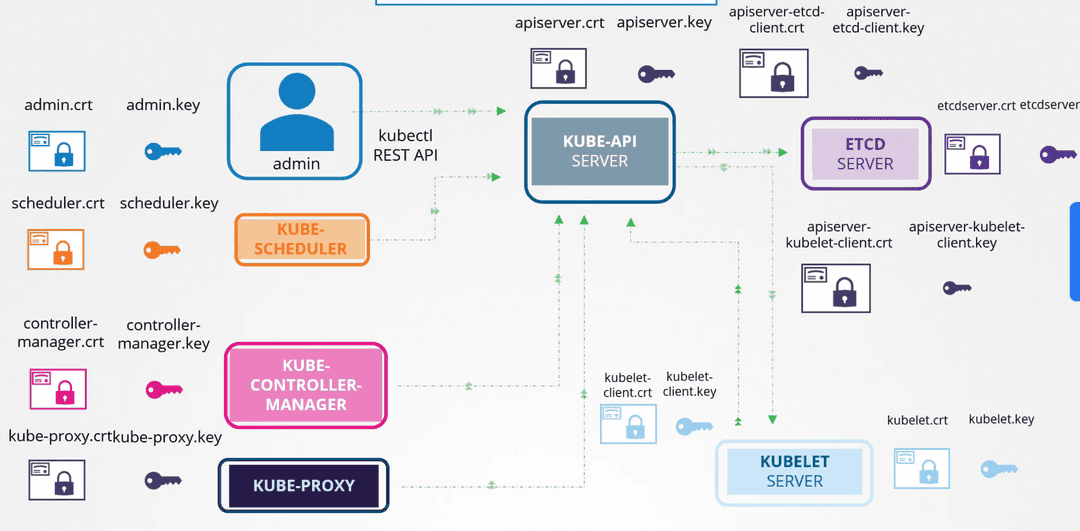 apiserver.crt
apiserver.key
apiserver-etcd-
client.crt
apiserver-
etcd-client.key
admin.crt
admin.key
admin
kubectl
REST API
KUBE-API
SERVER
ETCD
SERVER
etcdserver.crt
etcdserver
scheduler.crt
scheduler.key
KUBE-
SCHEDULER
apiserver-
kubelet-client.crt
apiserver-kubelet-
client.key
controller-
manager.crt
controller-
manager.key
KUBE-
CONTROLLER-
MANAGER
kubelet-
client.crt
kubelet-
client.key
kube-proxy.crt
kube-proxy.key
KUBE-PROXY
KUBELET
SERVER
kubelet.crt
kubelet.key